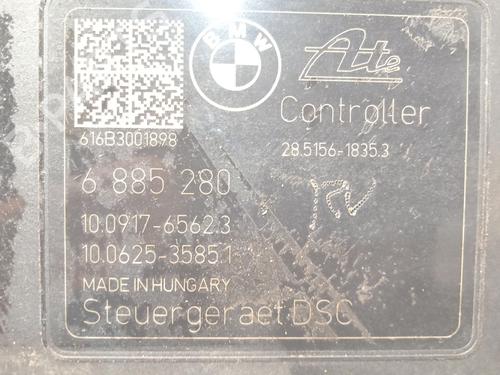 BMW
Ate
Controller
616B3001898
28.5156-1835.3
6 885 280
10.0917-6562.3
10.0625-3585.1
MADE IN HUNGARY
Steuergeraet DSC